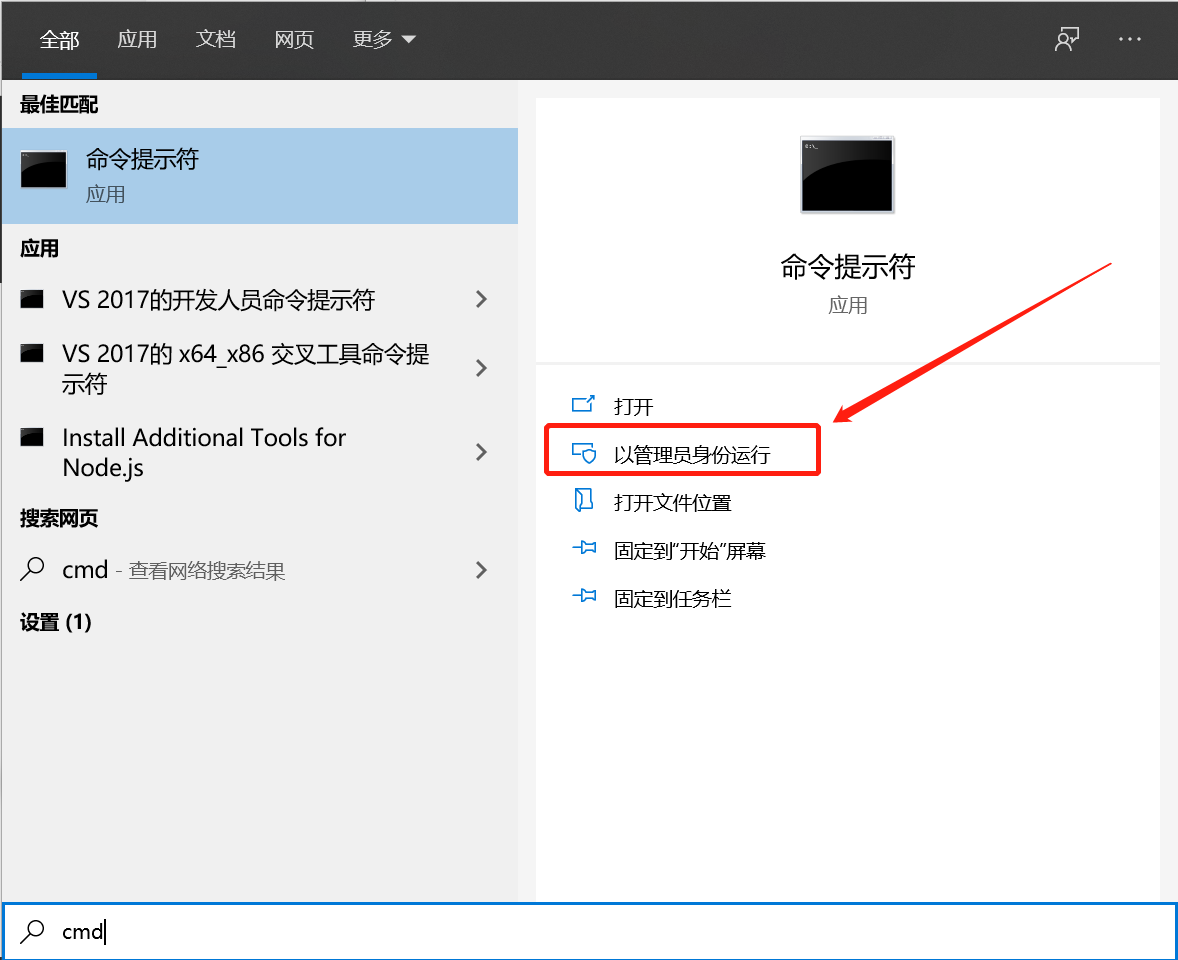 全部 应用 文档 网页 更多
最佳匹配
命令提示符
应用
应用
VS 2017的开发人员命令提示符
VS 2017的 x64_x86 交叉工具命令提
示符
Install Additional Tools for
Node.js
搜索网页
cmd - 查看网络搜索结果
设置 (1)
命令提示符
应用
打开
以管理员身份运行
打开文件位置
固定到"开始"屏幕
固定到任务栏
cmd